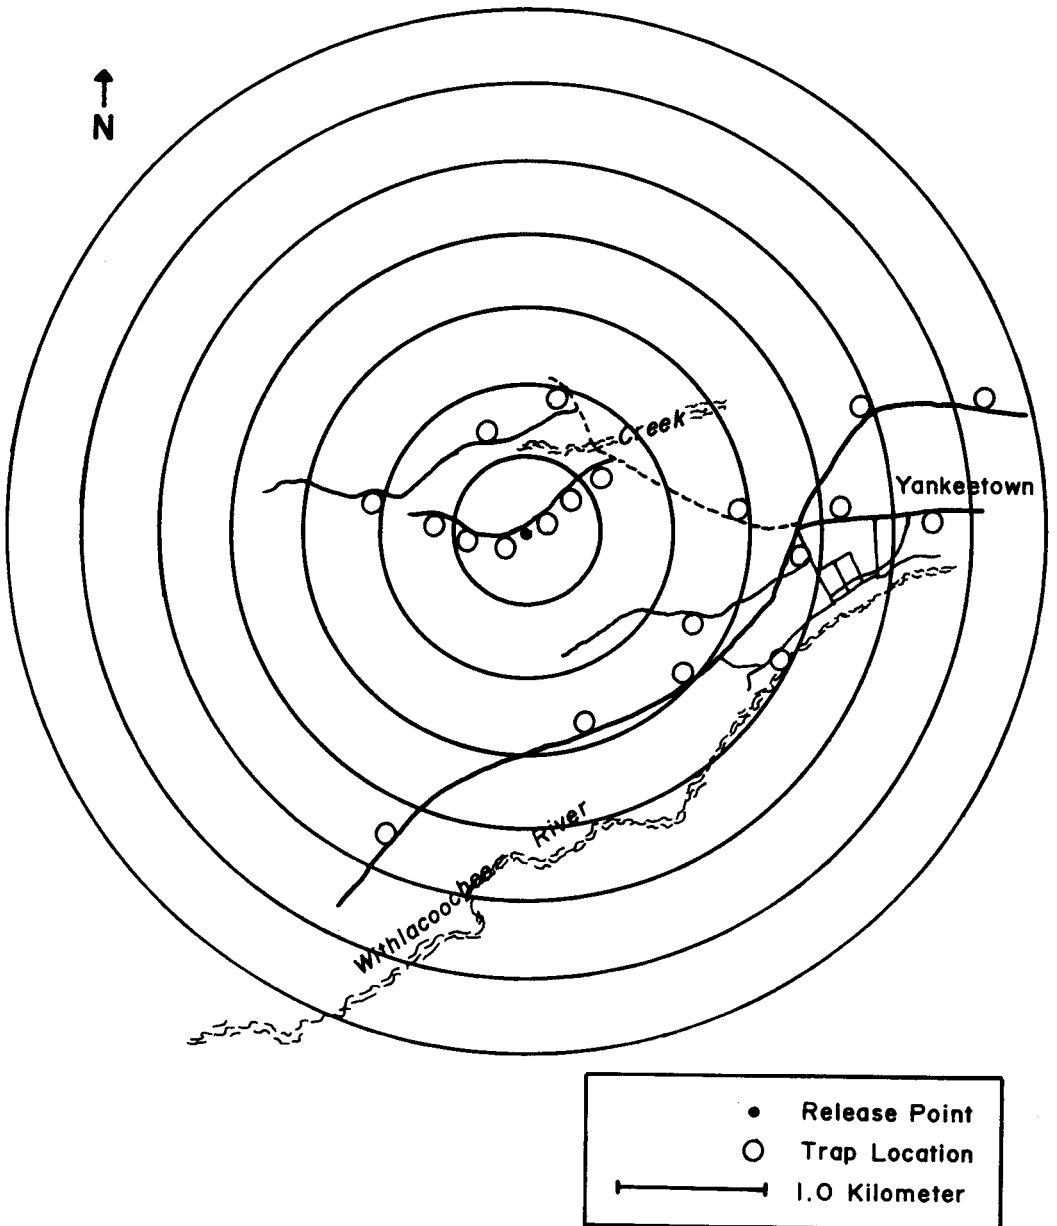 N
Creek
Yankeetown
Withlacoochee River
Release Point
Trap Location
1.0 Kilometer